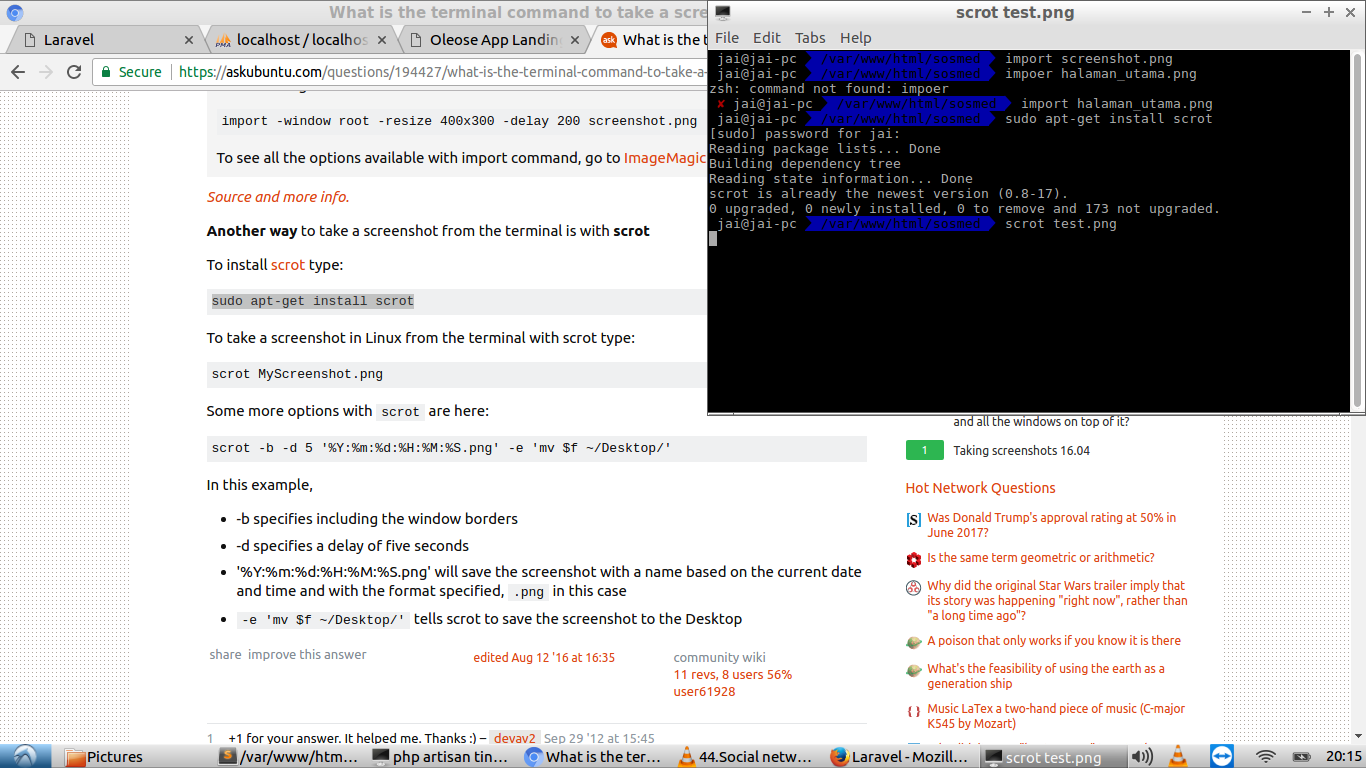 What is the terminal command to take a scre
scrot test.png
Laravel
localhost / localhos
Oleose App Landin
What is the t
File Edit Tabs Help
Secure
https://askubuntu.com/questions/194427/what-is-the-terminal-command-to-take-a-
import -window root -resize 400x300 -delay 200 screenshot.png
To see all the options available with import command, go to ImageMagic
Source and more info.
Another way to take a screenshot from the terminal is with scrot
To install scrot type:
sudo apt-get install scrot
To take a screenshot in Linux from the terminal with scrot type:
scrot MyScreenshot.png
Some more options with scrot are here:
scrot -b -d 5 '%Y:%m:%d:%H:%M:%S.png' -e 'mv $f ~/Desktop/'
In this example,
• -b specifies including the window borders
• -d specifies a delay of five seconds
• '%Y:%m:%d:%H:%M:%S.png' will save the screenshot with a name based on the current date
and time and with the format specified, .png in this case
• -e 'mv $f ~/Desktop/' tells scrot to save the screenshot to the Desktop
share improve this answer
edited Aug 12 '16 at 16:35
community wiki
11 revs, 8 users 56%
user61928
1 +1 for your answer. It helped me. Thanks :) – devav2 Sep 29 '12 at 15:45
jai@jai-pc /var/www/html/sosmed import screenshot.png
jai@jai-pc /var/www/html/sosmed impoer halaman_utama.png
zsh: command not found: impoer
✘ jai@jai-pc /var/www/html/sosmed import halaman_utama.png
jai@jai-pc /var/www/html/sosmed sudo apt-get install scrot
[sudo] password for jai:
Reading package lists... Done
Building dependency tree
Reading state information... Done
scrot is already the newest version (0.8-17).
0 upgraded, 0 newly installed, 0 to remove and 173 not upgraded.
jai@jai-pc /var/www/html/sosmed scrot test.png
and all the windows on top of it?
1 Taking screenshots 16.04
Hot Network Questions
Was Donald Trump's approval rating at 50% in
June 2017?
Is the same term geometric or arithmetic?
Why did the original Star Wars trailer imply that
its story was happening "right now", rather than
"a long time ago"?
A poison that only works if you know it is there
What's the feasibility of using the earth as a
generation ship
Music LaTex a two-hand piece of music (C-major
K545 by Mozart)
Pictures
/var/www/htm...
php artisan tin...
What is the ter...
44.Social netw...
Laravel - Mozill...
scrot test.png
20:15